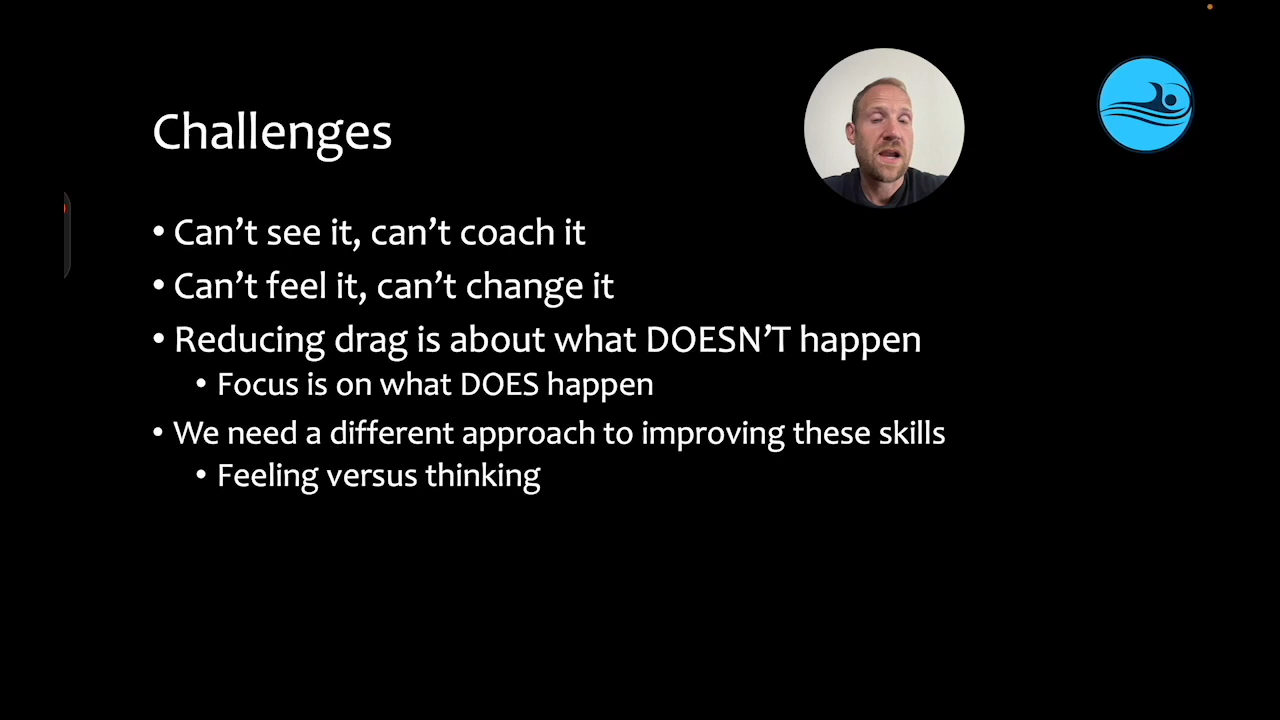 Challenges
• Can’t see it, can’t coach it
• Can’t feel it, can’t change it
• Reducing drag is about what DOESN’T happen
• Focus is on what DOES happen
• We need a different approach to improving these skills
• Feeling versus thinking